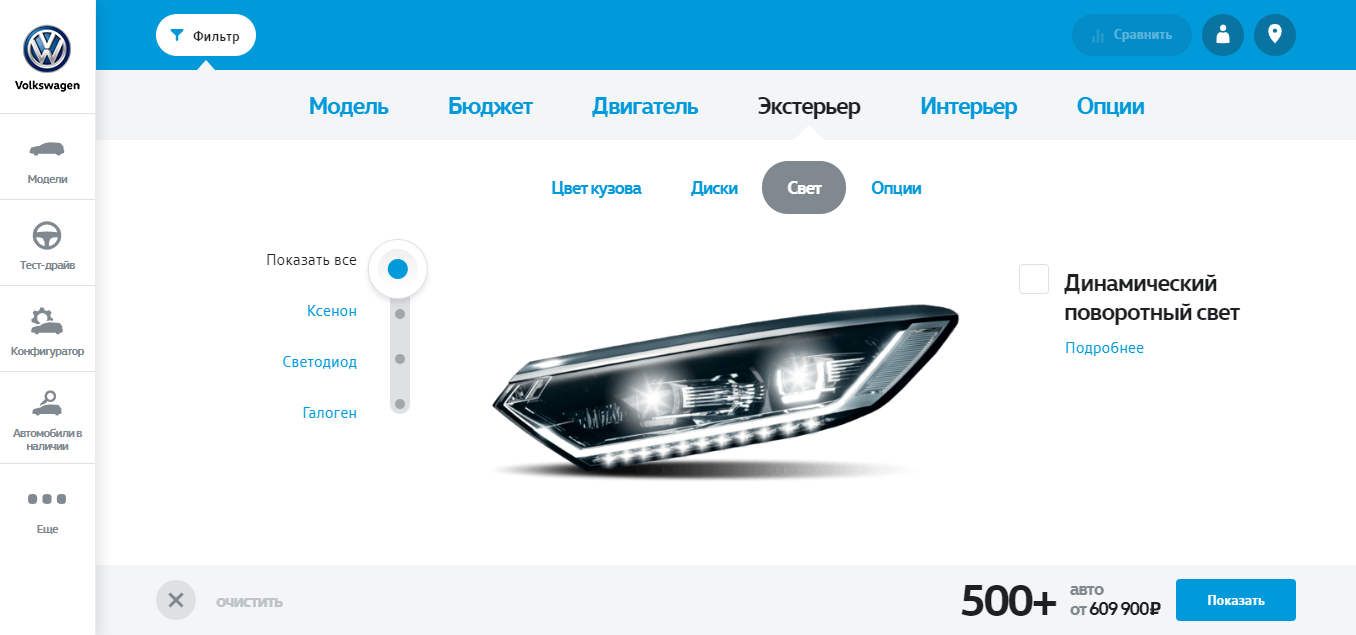 Volkswagen
Модели
Тест-драйв
Конфигуратор
Автомобили в
наличии
Еще
Фильтр
Сравнить
Модель Бюджет Двигатель Экстерьер Интерьер Опции
Цвет кузова Диски Свет Опции
Показать все
Ксенон
Светодиод
Галоген
Динамический
поворотный свет
Подробнее
очистить
500+
авто
от 609 900₽
Показать